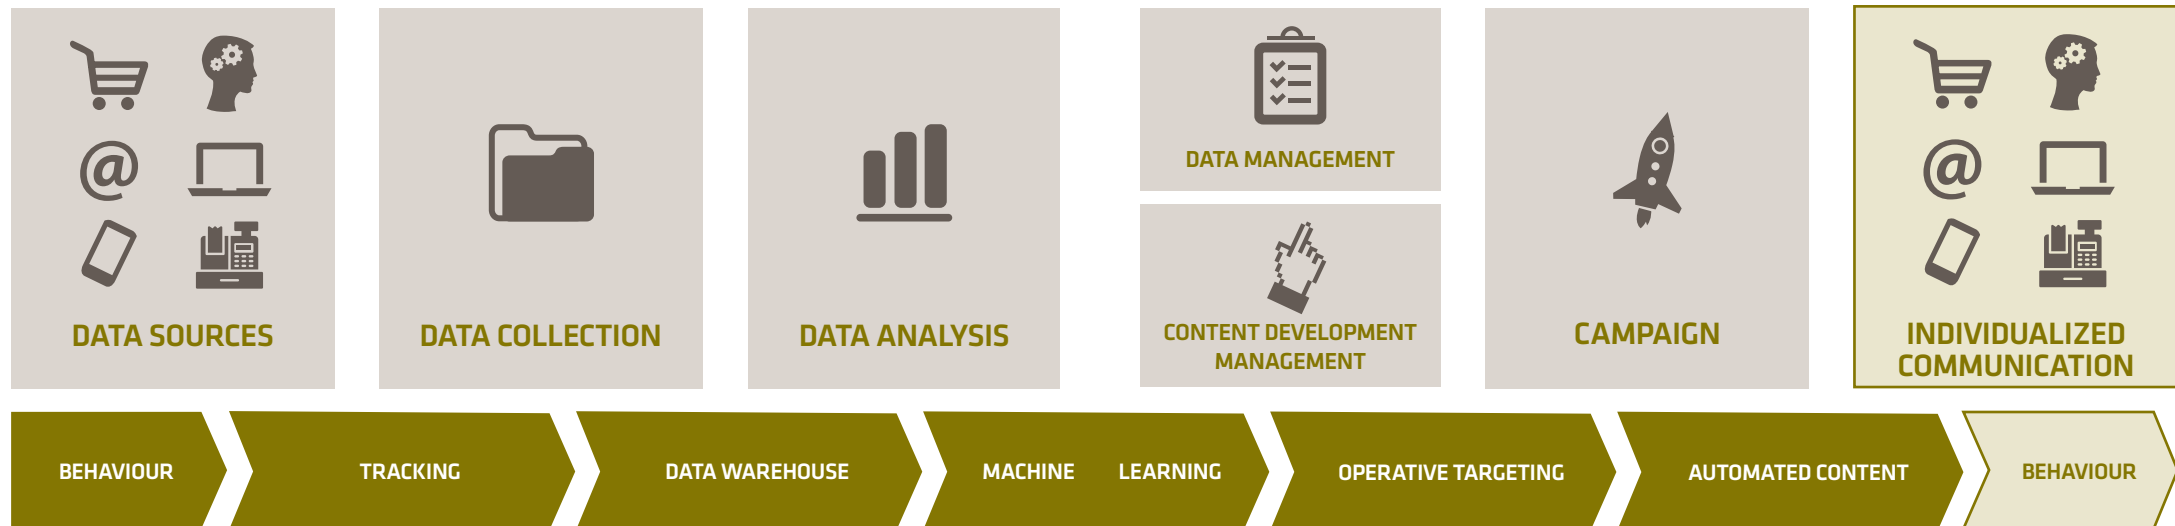 DATA SOURCES
DATA COLLECTION
DATA ANALYSIS
DATA MANAGEMENT
CONTENT DEVELOPMENT
MANAGEMENT
CAMPAIGN
INDIVIDUALIZED
COMMUNICATION
BEHAVIOUR
TRACKING
DATA WAREHOUSE
MACHINE LEARNING
OPERATIVE TARGETING
AUTOMATED CONTENT
BEHAVIOUR